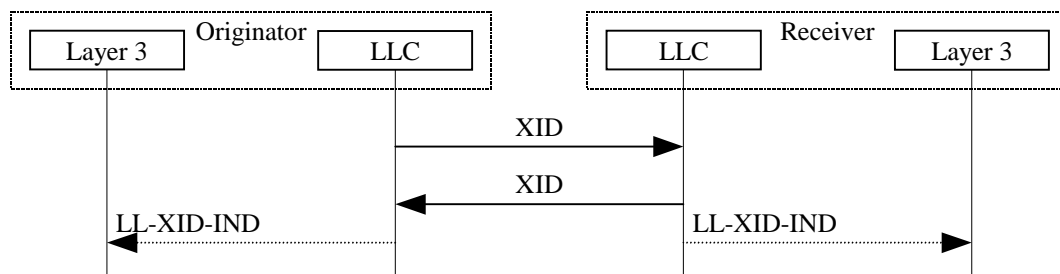 Originator
Receiver
Layer 3
LLC
LLC
Layer 3
XID
XID
LL-XID-IND
LL-XID-IND